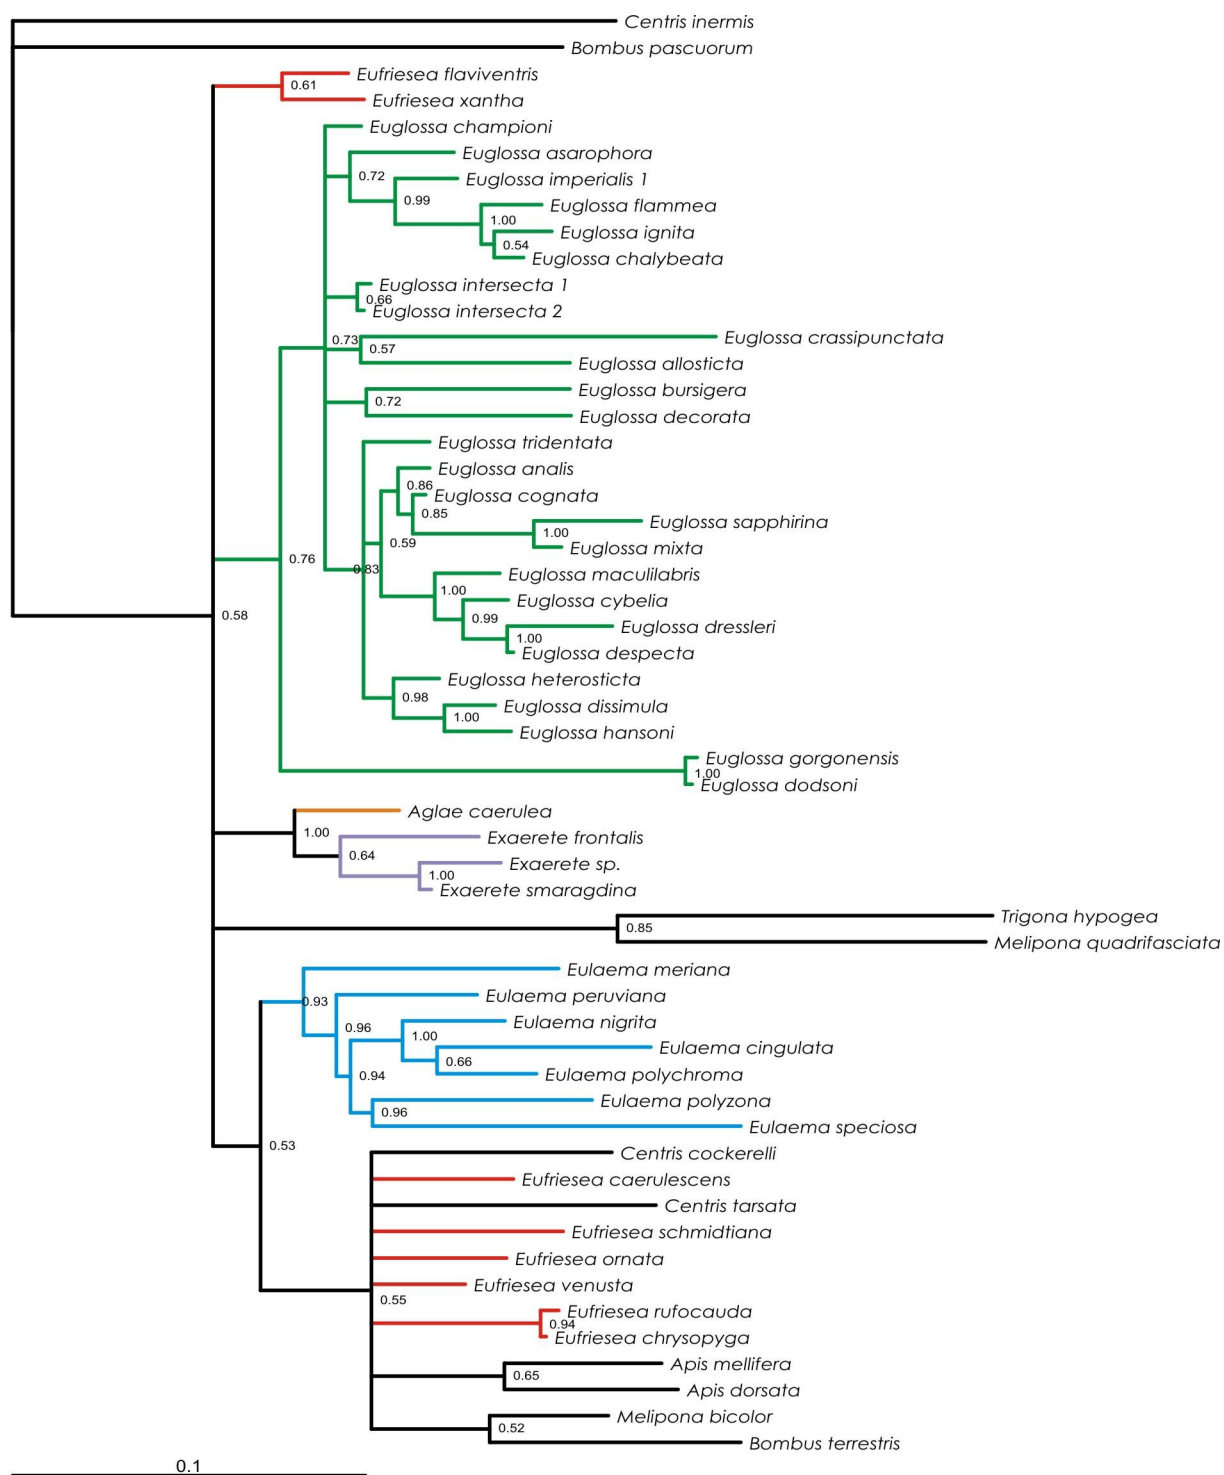 Centris inermis
Bombus pascuorum
Eufriesea flaviventris
0.61
Eufriesea xantha
Euglossa championi
Euglossa asarophora
0.72
Euglossa imperialis 1
0.99
Euglossa flammea
1.00
Euglossa ignita
0.54
Euglossa chalybeata
Euglossa intersecta 1
0.66
Euglossa intersecta 2
Euglossa crassipunctata
0.73
0.57
Euglossa allosticta
Euglossa bursigera
0.72
Euglossa decorata
Euglossa tridentata
Euglossa analis
0.86
Euglossa cognata
0.85
Euglossa sapphirina
1.00
0.59
Euglossa mixta
0.76
0.83
Euglossa maculilabris
1.00
Euglossa cybelia
0.58
0.99
Euglossa dressleri
1.00
Euglossa despecta
Euglossa heterosticta
0.98
Euglossa dissimula
1.00
Euglossa hansoni
Euglossa gorgonensis
1.00
Euglossa dodsoni
Aglae caerulea
1.00
Exaerete frontalis
0.64
Exaerete sp.
1.00
Exaerete smaragdina
Trigona hypogea
0.85
Melipona quadrifasciata
Eulaema meriana
Eulaema peruviana
0.93
Eulaema nigrita
0.96
1.00
Eulaema cingulata
0.66
Eulaema polychroma
0.94
Eulaema polyzona
0.96
Eulaema speciosa
0.53
Centris cockerelli
Eufriesea caerulescens
Centris tarsata
Eufriesea schmidtiana
Eufriesea ornata
Eufriesea venusta
0.55
Eufriesea rufocauda
0.94
Eufriesea chrysopyga
Apis mellifera
0.65
Apis dorsata
Melipona bicolor
0.52
Bombus terrestris
0.1